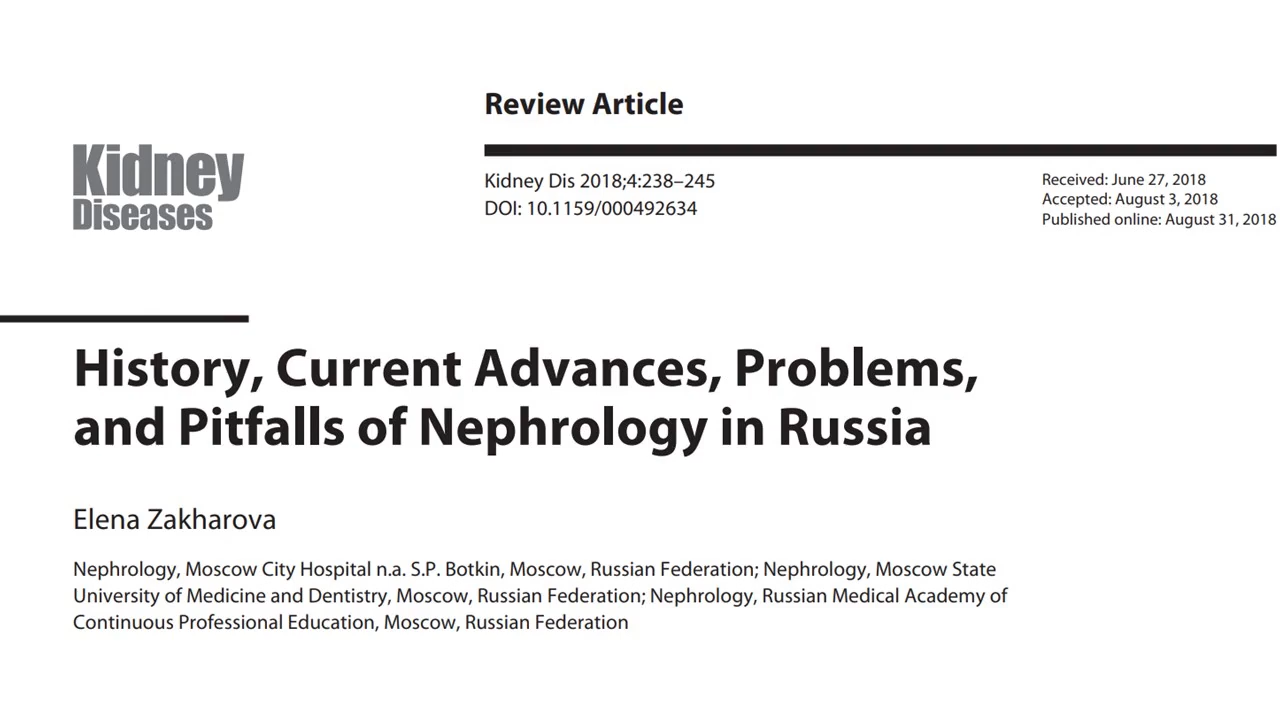 Review Article
Kidney
Diseases
Kidney Dis 2018;4:238–245
DOI: 10.1159/000492634
Received: June 27, 2018
Accepted: August 3, 2018
Published online: August 31, 2018
History, Current Advances, Problems,
and Pitfalls of Nephrology in Russia
Elena Zakharova
Nephrology, Moscow City Hospital n.a. S.P. Botkin, Moscow, Russian Federation; Nephrology, Moscow State
University of Medicine and Dentistry, Moscow, Russian Federation; Nephrology, Russian Medical Academy of
Continuous Professional Education, Moscow, Russian Federation